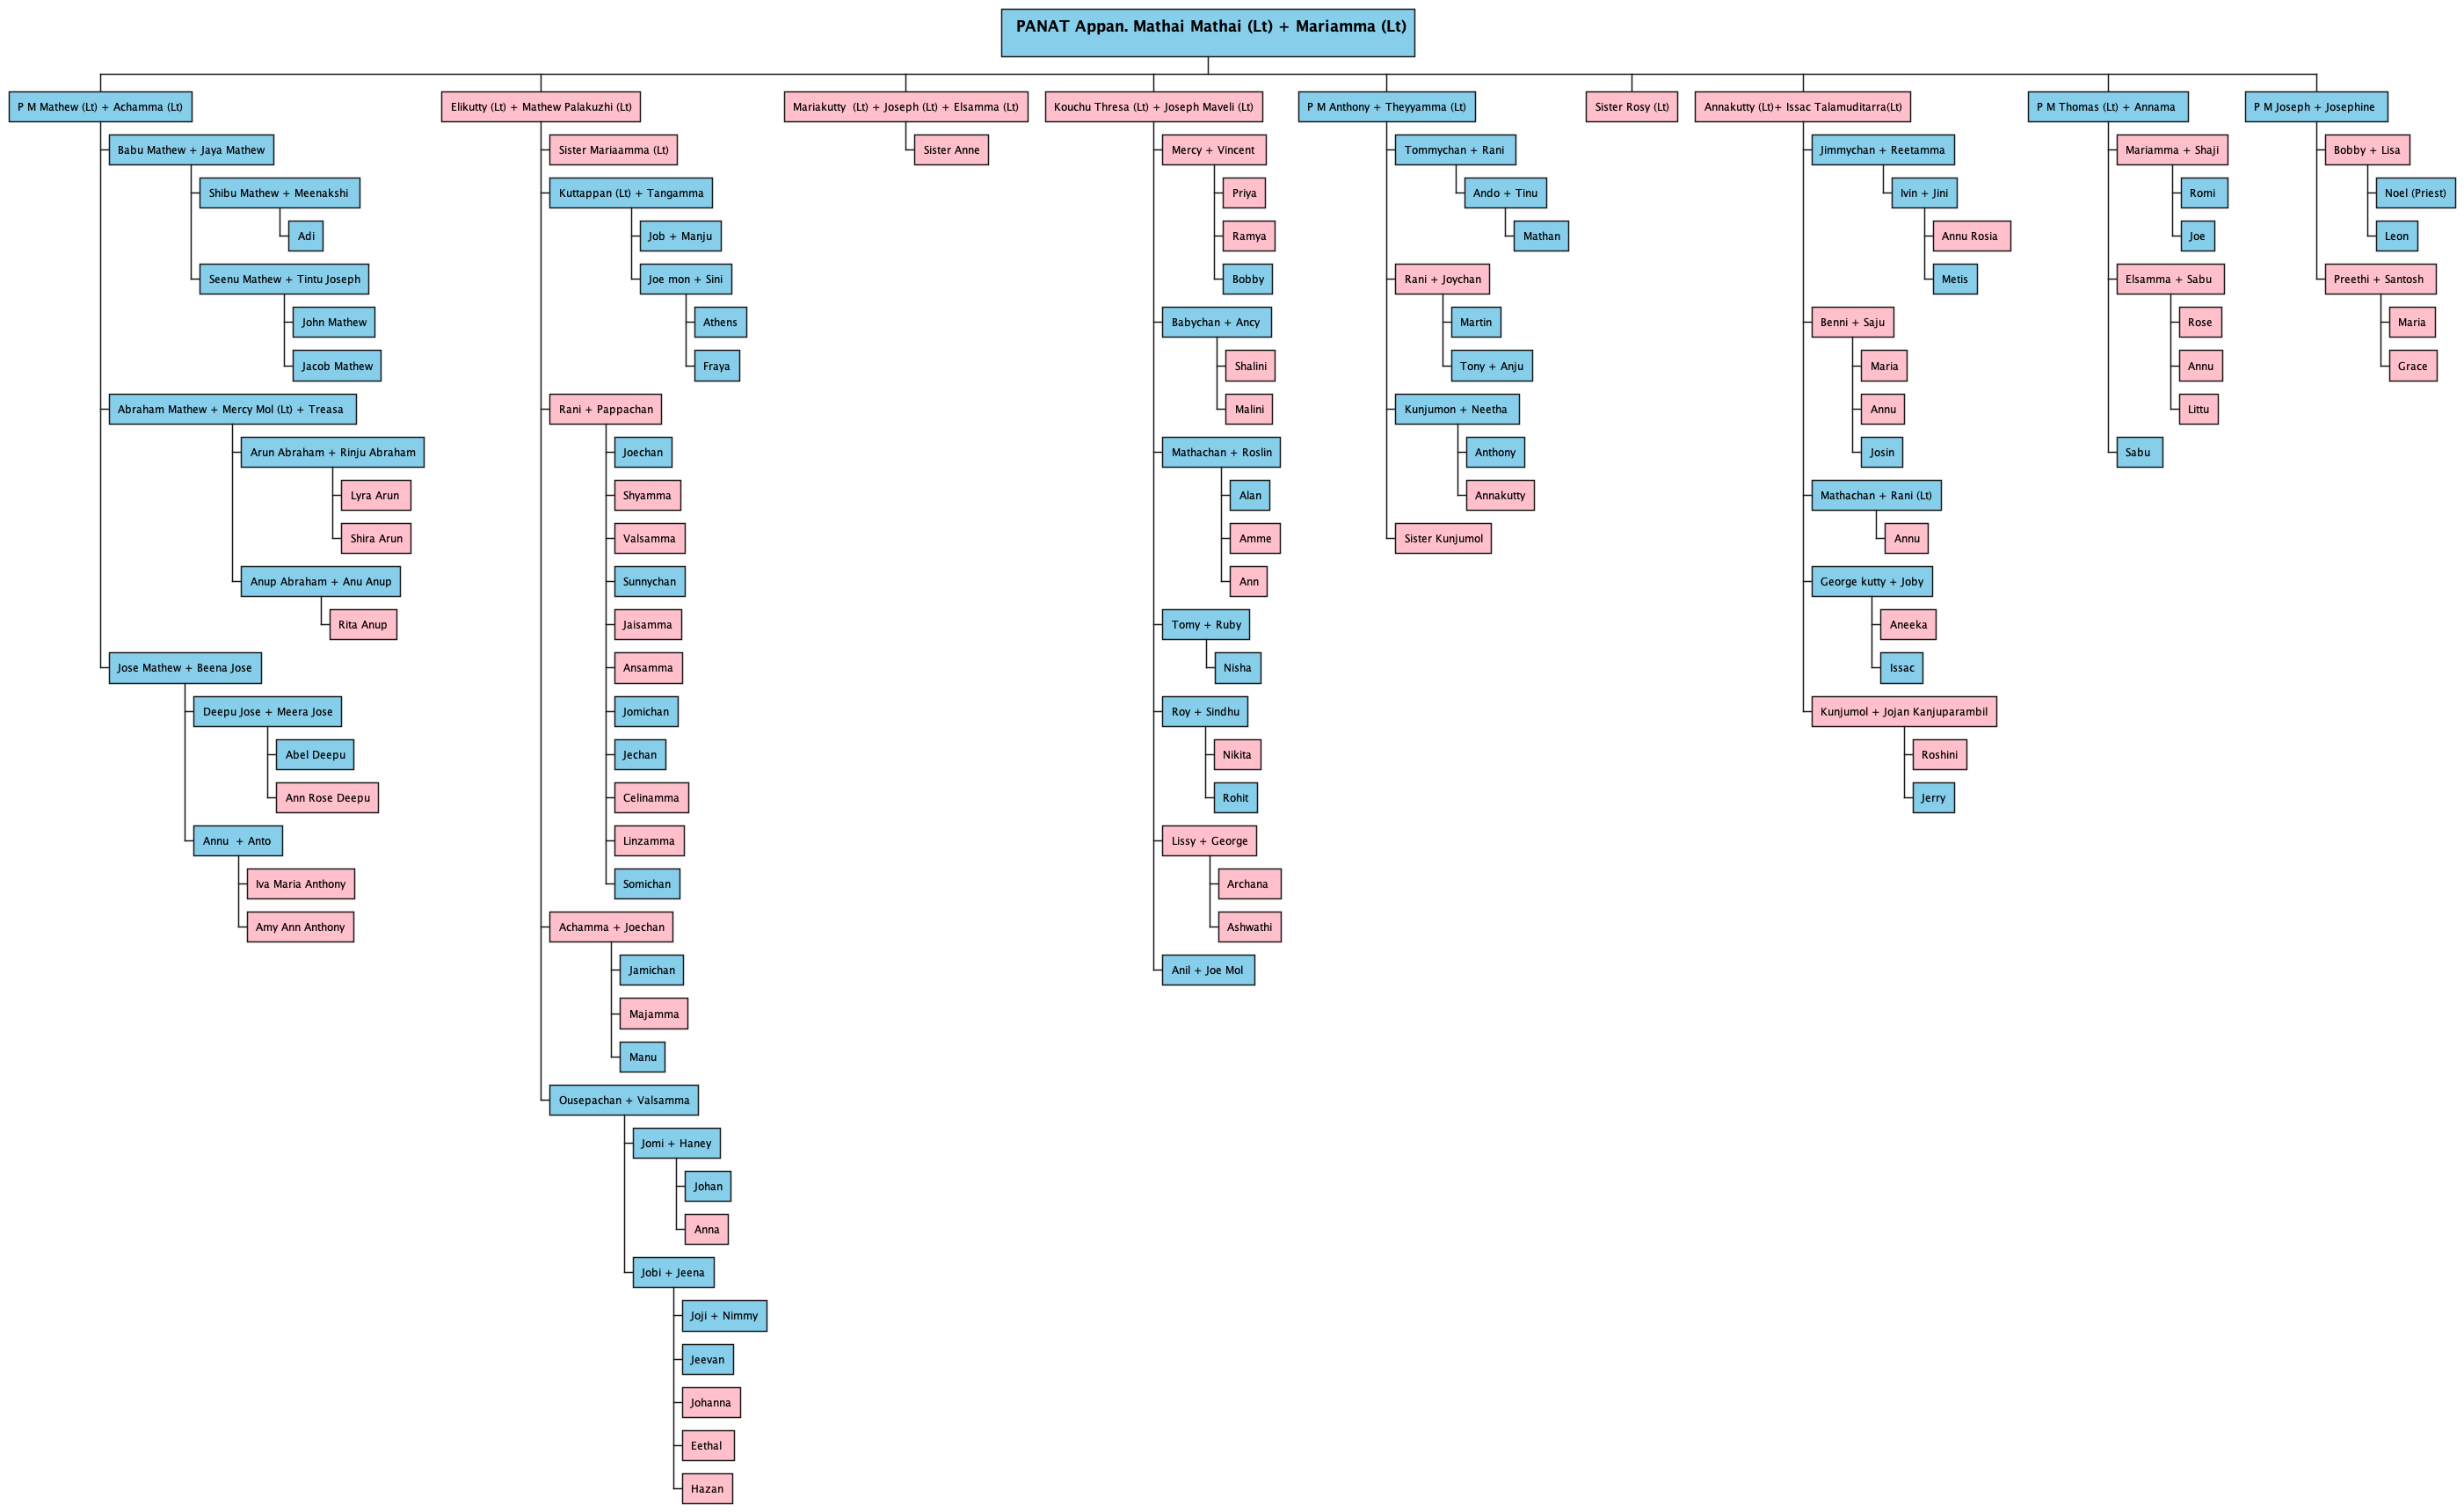 PANAT Appan. Mathai Mathai (Lt) + Mariamma (Lt)
P M Mathew (Lt) + Achamma (Lt)
Babu Mathew + Jaya Mathew
Shibu Mathew + Meenakshi
Adi
Seenu Mathew + Tintu Joseph
John Mathew
Jacob Mathew
Abraham Mathew + Mercy Mol (Lt) + Treasa
Arun Abraham + Rinju Abraham
Lyra Arun
Shira Arun
Anup Abraham + Anu Anup
Rita Anup
Jose Mathew + Beena Jose
Deepu Jose + Meera Jose
Abel Deepu
Ann Rose Deepu
Annu  + Anto
Iva Maria Anthony
Amy Ann Anthony
Elikutty (Lt) + Mathew Palakuzhi (Lt)
Sister Mariaamma (Lt)
Kuttappan (Lt) + Tangamma
Job + Manju
Joe mon + Sini
Athens
Fraya
Rani + Pappachan
Joechan
Shyamma
Valsamma
Sunnychan
Jaisamma
Ansamma
Jomichan
Jechan
Celinamma
Linzamma
Somichan
Achamma + Joechan
Jamichan
Majamma
Manu
Ousepachan + Valsamma
Jomi + Haney
Johan
Anna
Jobi + Jeena
Joji + Nimmy
Jeevan
Johanna
Eethal
Hazan
Mariakutty  (Lt) + Joseph (Lt) + Elsamma (Lt)
Sister Anne
Kouchu Thresa (Lt) + Joseph Maveli (Lt)
Mercy + Vincent
Priya
Ramya
Bobby
Babychan + Ancy
Shalini
Malini
Mathachan + Roslin
Alan
Amme
Ann
Tomy + Ruby
Nisha
Roy + Sindhu
Nikita
Rohit
Lissy + George
Archana
Ashwathi
Anil + Joe Mol
P M Anthony + Theyyamma (Lt)
Tommychan + Rani
Ando + Tinu
Mathan
Rani + Joychan
Martin
Tony + Anju
Kunjumon + Neetha
Anthony
Annakutty
Sister Kunjumol
Sister Rosy (Lt)
Annakutty (Lt)+ Issac Talamuditarra(Lt)
Jimmychan + Reetamma
Ivin + Jini
Annu Rosia
Metis
Benni + Saju
Maria
Annu
Josin
Mathachan + Rani (Lt)
Annu
George kutty + Joby
Aneeka
Issac
Kunjumol + Jojan Kanjuparambil
Roshini
Jerry
P M Thomas (Lt) + Annama
Mariamma + Shaji
Romi
Joe
Elsamma + Sabu
Rose
Annu
Littu
Sabu
P M Joseph + Josephine
Bobby + Lisa
Noel (Priest)
Leon
Preethi + Santosh
Maria
Grace